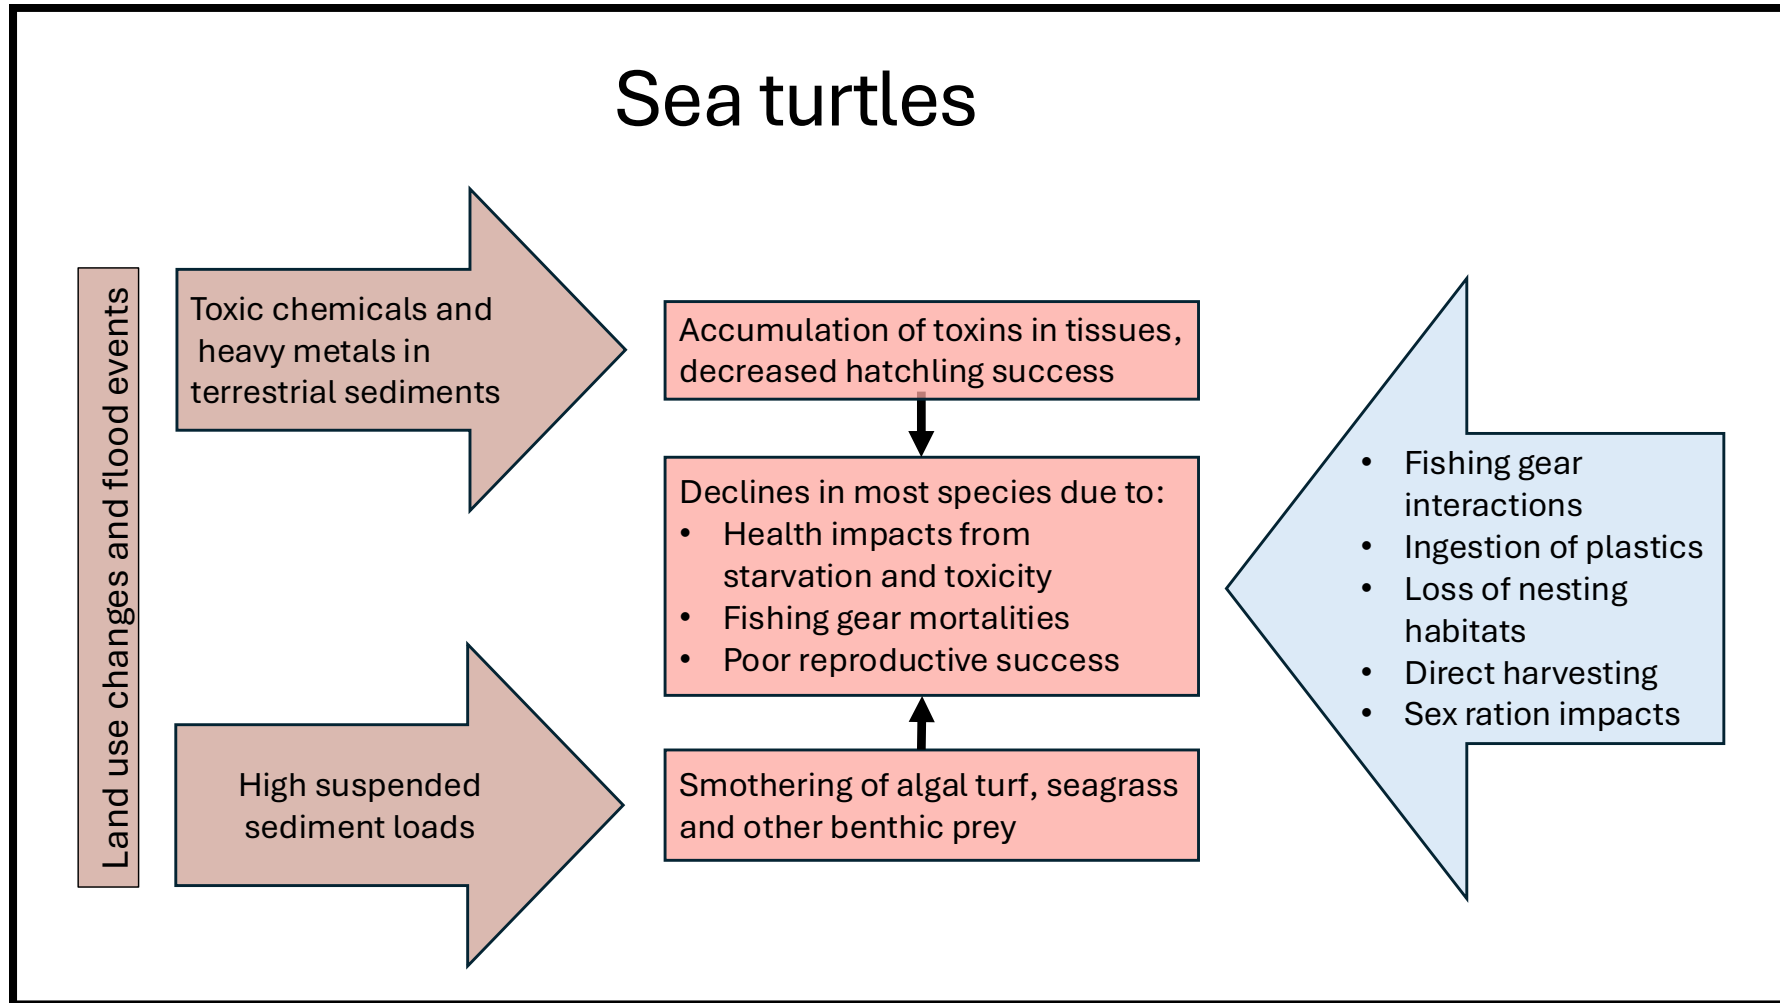 Sea turtles
Land use changes and flood events
Toxic chemicals and
heavy metals in
terrestrial sediments
High suspended
sediment loads
Accumulation of toxins in tissues,
decreased hatchling success
Declines in most species due to:
• Health impacts from
starvation and toxicity
• Fishing gear mortalities
• Poor reproductive success
Smothering of algal turf, seagrass
and other benthic prey
• Fishing gear
interactions
• Ingestion of plastics
• Loss of nesting
habitats
• Direct harvesting
• Sex ration impacts